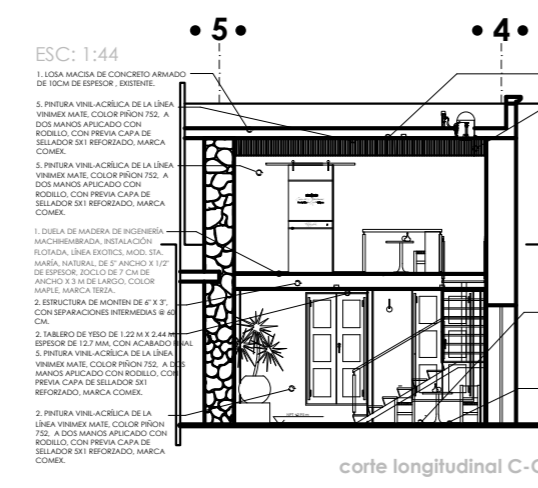 • 5 •
• 4 •
ESC: 1:44
1. LOSA MACISA DE CONCRETO ARMADO
DE 10CM DE ESPESOR , EXISTENTE.
5. PINTURA VINIL-ACRÍLICA DE LA LÍNEA
VINIMEX MATE, COLOR PIÑON 752, A
DOS MANOS APLICADO CON
RODILLO, CON PREVIA CAPA DE
SELLADOR 5X1 REFORZADO, MARCA
COMEX.
5. PINTURA VINIL-ACRÍLICA DE LA LÍNEA
VINIMEX MATE, COLOR PIÑON 752, A
DOS MANOS APLICADO CON
RODILLO, CON PREVIA CAPA DE
SELLADOR 5X1 REFORZADO, MARCA
COMEX.
1. DUELA DE MADERA DE INGENIERÍA
MACHIHEMBRADA, INSTALACIÓN
FLOTADA, LÍNEA EXOTICS, MOD. STA.
MARÍA, NATURAL, DE 5" ANCHO X 1/2"
DE ESPESOR, ZOCLO DE 7 CM DE
ANCHO X 3 M DE LARGO, COLOR
MAPLE, MARCA TERZA.
2. ESTRUCTURA DE MONTEN DE 6" X 3",
CON SEPARACIONES INTERMEDIAS @ 60
CM.
2. TABLERO DE YESO DE 1.22 M X 2.44 M
ESPESOR DE 12.7 MM, CON ACABADO FINAL
5. PINTURA VINIL-ACRÍLICA DE LA LÍNEA
VINIMEX MATE, COLOR PIÑON 752, A DOS
MANOS APLICADO CON RODILLO, CON
PREVIA CAPA DE SELLADOR 5X1
REFORZADO, MARCA COMEX.
2. PINTURA VINIL-ACRÍLICA DE LA
LÍNEA VINIMEX MATE, COLOR PIÑON
752, A DOS MANOS APLICADO CON
RODILLO, CON PREVIA CAPA DE
SELLADOR 5X1 REFORZADO, MARCA
COMEX.
corte longitudinal C-C